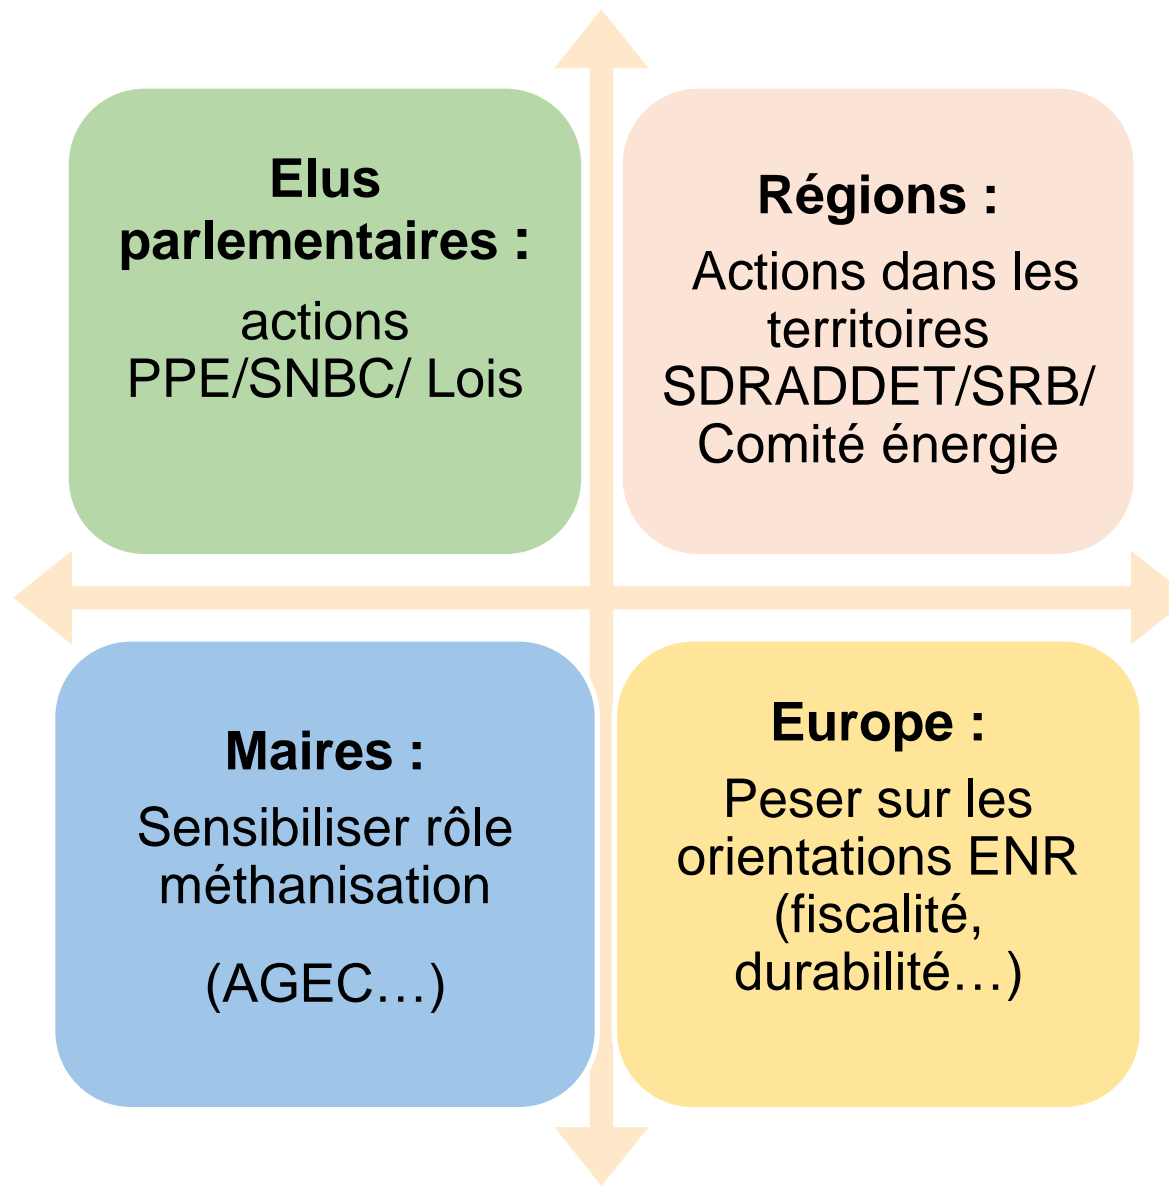 Elus
parlementaires :
actions
PPE/SNBC/ Lois
Régions :
Actions dans les
territoires
SDRADDET/SRB/
Comité énergie
Maires :
Sensibiliser rôle
méthanisation
(AGEC…)
Europe :
Peser sur les
orientations ENR
(fiscalité,
durabilité…)